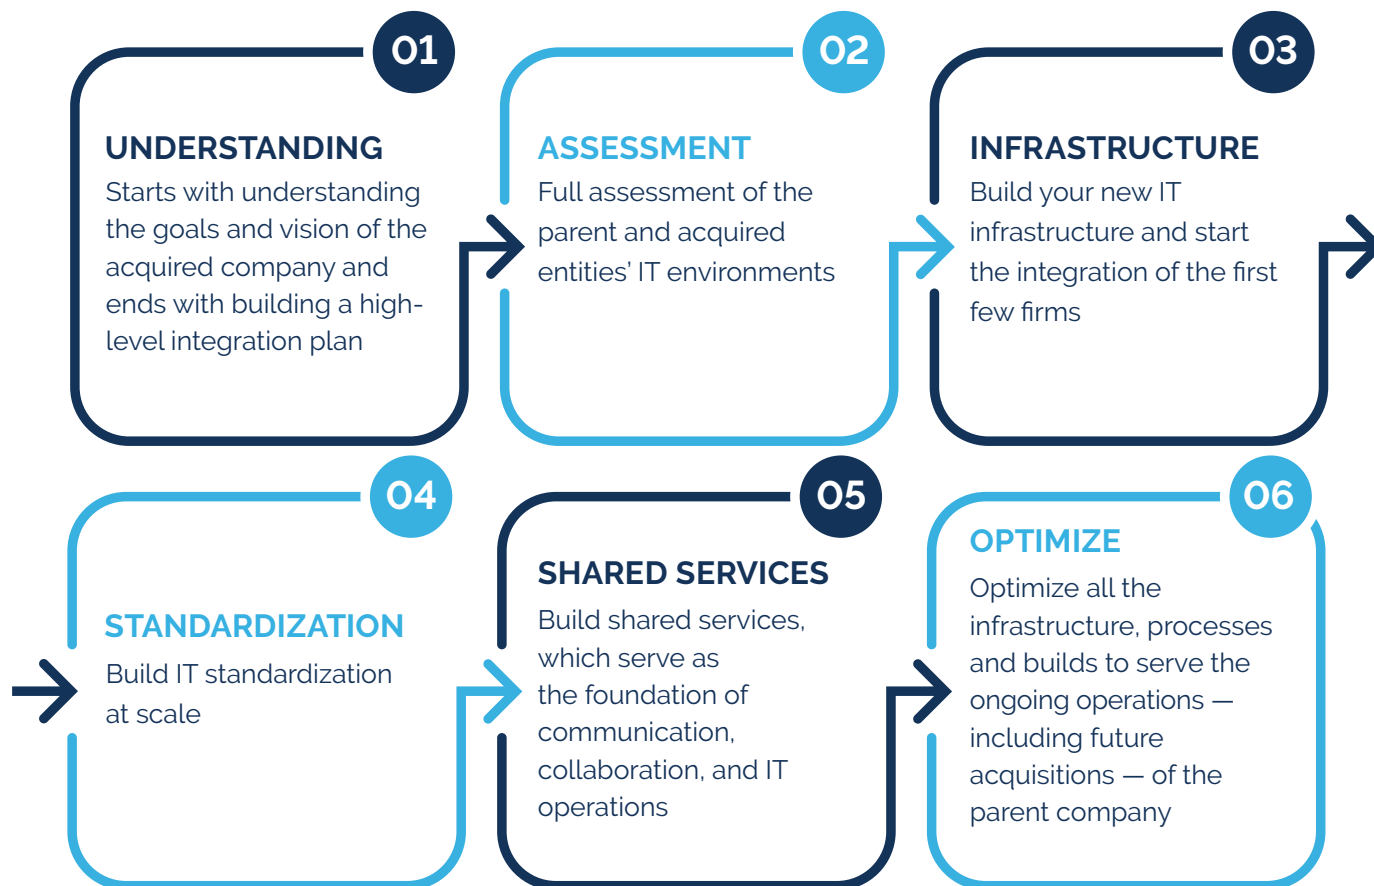 01
UNDERSTANDING
Starts with understanding
the goals and vision of the
acquired company and
ends with building a high-
level integration plan
02
ASSESSMENT
Full assessment of the
parent and acquired
entities’ IT environments
03
INFRASTRUCTURE
Build your new IT
infrastructure and start
the integration of the first
few firms
04
STANDARDIZATION
Build IT standardization
at scale
05
SHARED SERVICES
Build shared services,
which serve as
the foundation of
communication,
collaboration, and IT
operations
06
OPTIMIZE
Optimize all the
infrastructure, processes
and builds to serve the
ongoing operations —
including future
acquisitions — of the
parent company